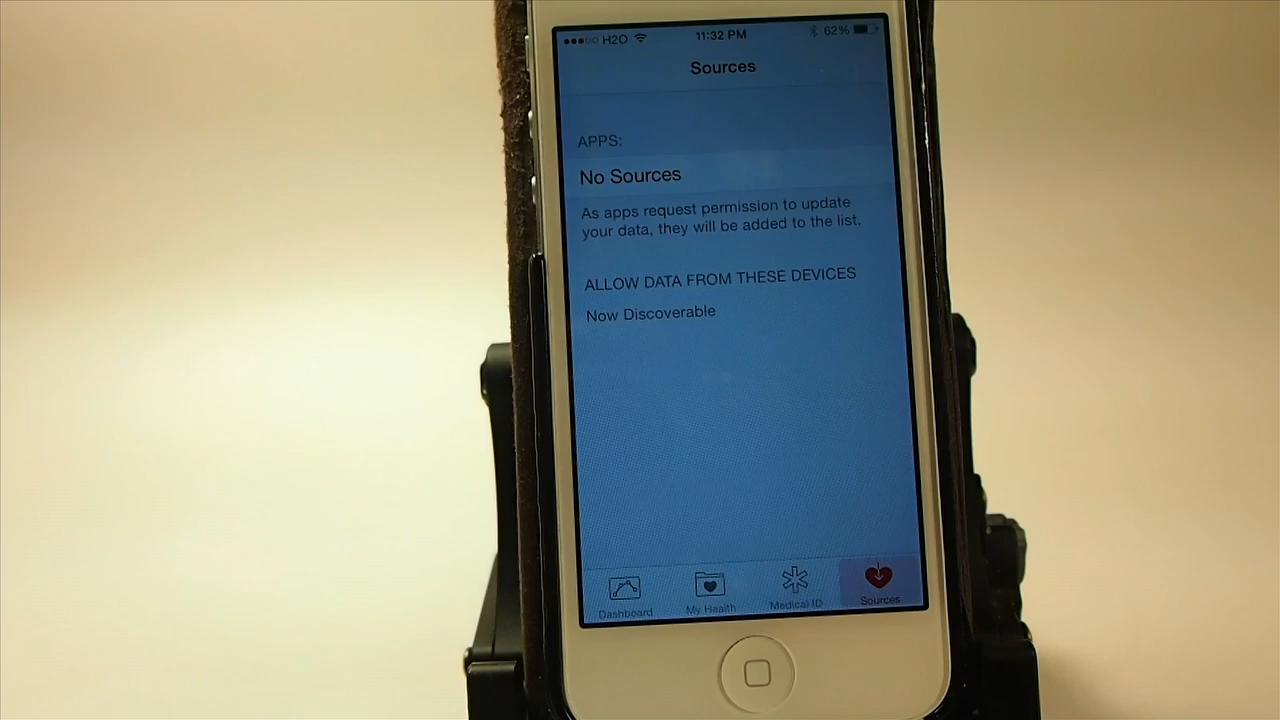 H2O 11:32 PM 62%
Sources
APPS:
No Sources
As apps request permission to update
your data, they will be added to the list.
ALLOW DATA FROM THESE DEVICES
Now Discoverable
Dashboard My Health Medical ID Sources